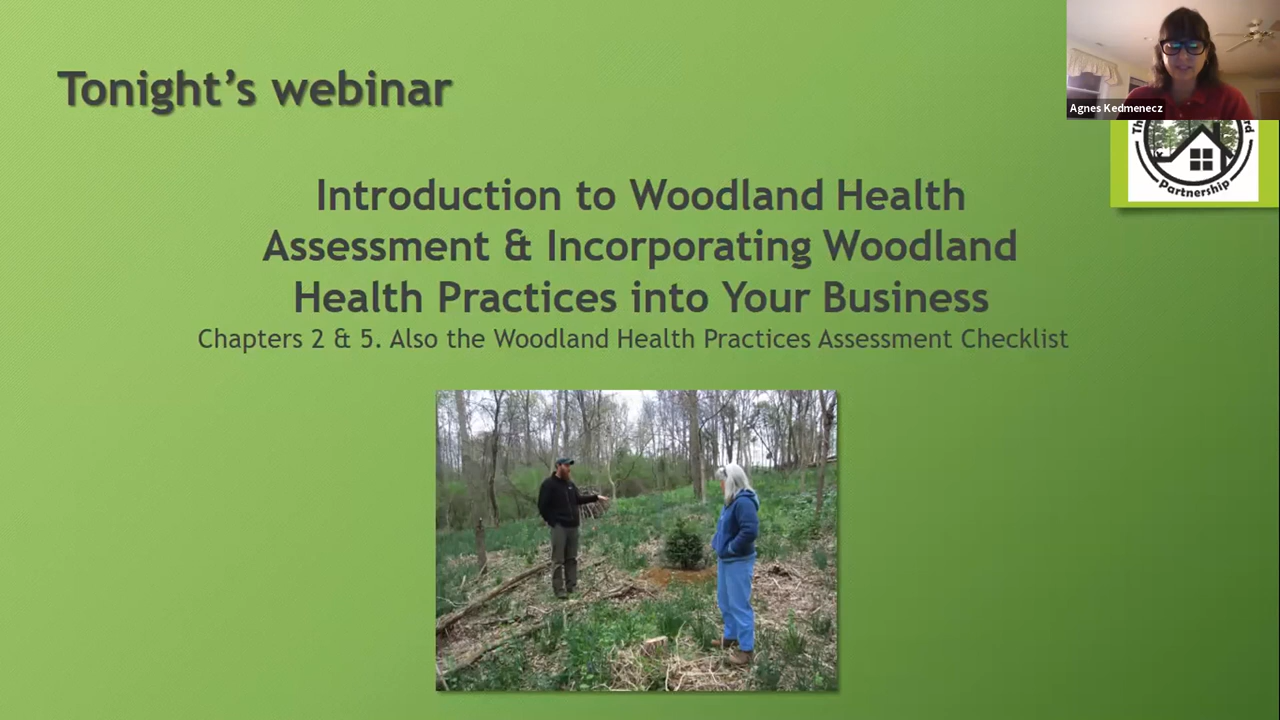 Tonight's webinar
Agnes Kedmenecz
Partnership
Introduction to Woodland Health
Assessment & Incorporating Woodland
Health Practices into Your Business
Chapters 2 & 5. Also the Woodland Health Practices Assessment Checklist